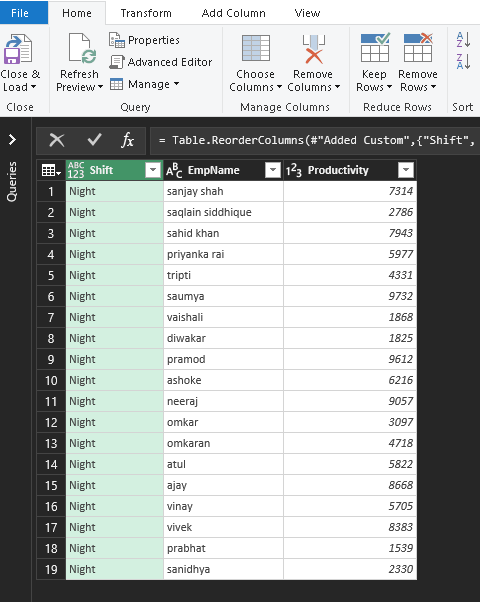 File Home Transform Add Column View
Close & Load Refresh Preview Properties Advanced Editor Manage Choose Columns Remove Columns Keep Rows Remove Rows A Z Z A
Close Query Manage Columns Reduce Rows Sort
fx = Table.ReorderColumns(#"Added Custom",{"Shift",
Queries
ABC 123 Shift ABC EmpName 123 Productivity
1 Night sanjay shah 7314
2 Night saqlain siddhique 2786
3 Night sahid khan 7943
4 Night priyanka rai 5977
5 Night tripti 4331
6 Night saumya 9732
7 Night vaishali 1868
8 Night diwakar 1825
9 Night pramod 9612
10 Night ashoke 6216
11 Night neeraj 9057
12 Night omkar 3097
13 Night omkaran 4718
14 Night atul 5822
15 Night ajay 8668
16 Night vinay 5705
17 Night vivek 8383
18 Night prabhat 1539
19 Night sanidhya 2330